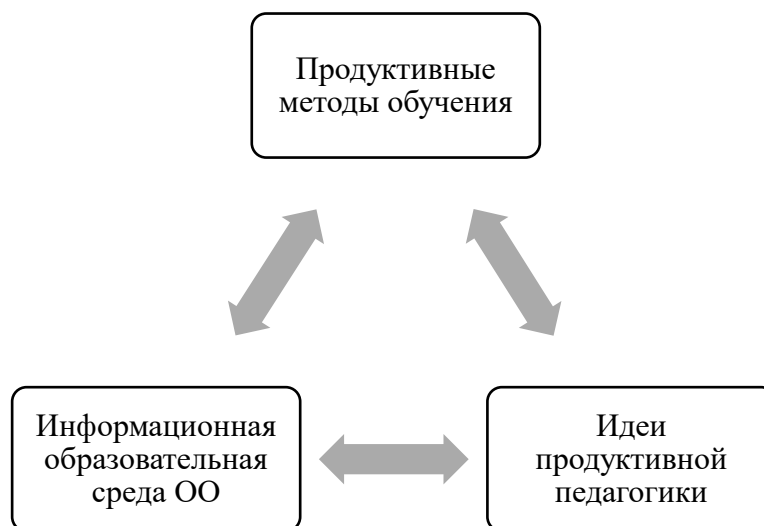 Продуктивные
методы обучения
Информационная
образовательная
среда ОО
Идеи
продуктивной
педагогики